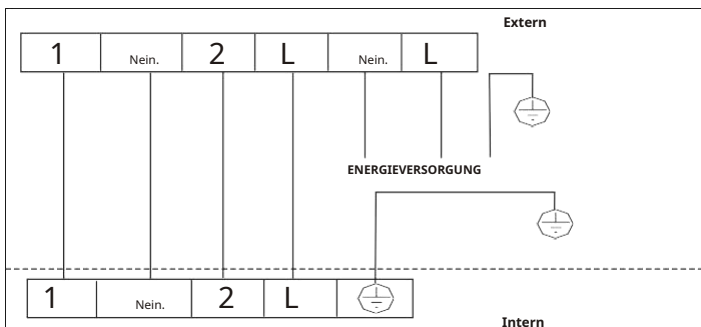 Extern
1 Nein. 2 L Nein. L
ENERGIEVERSORGUNG
1 Nein. 2 L
Intern